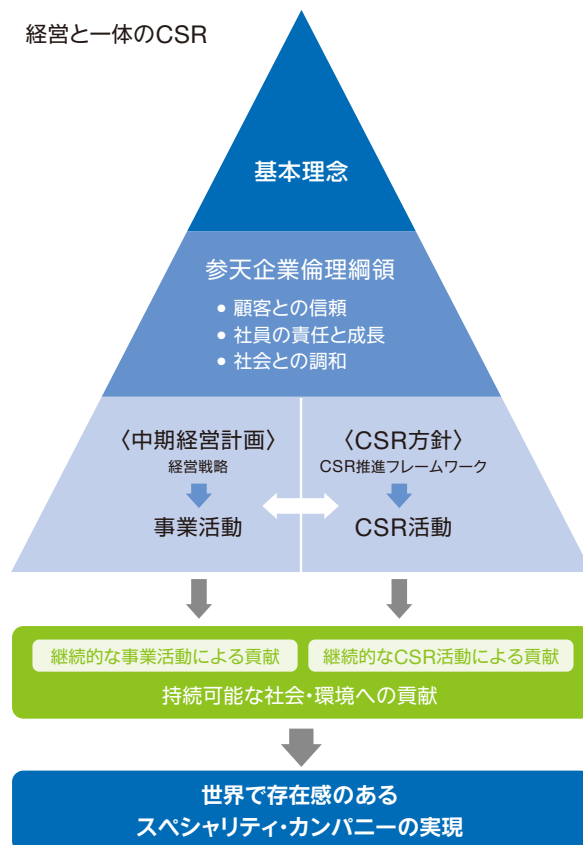 経営と一体のCSR
基本理念
参天企業倫理綱領
• 顧客との信頼
• 社員の責任と成長
• 社会との調和
〈中期経営計画〉
経営戦略
事業活動
〈CSR方針〉
CSR推進フレームワーク
CSR活動
継続的な事業活動による貢献
継続的なCSR活動による貢献
持続可能な社会・環境への貢献
世界で存在感のある
スペシャリティ・カンパニーの実現